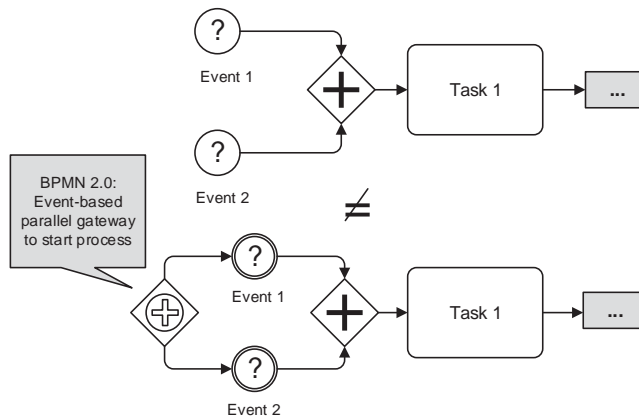 ?
Event 1
Task 1
...
?
Event 2
BPMN 2.0:
Event-based
parallel gateway
to start process
≠
?
Event 1
Task 1
...
?
Event 2